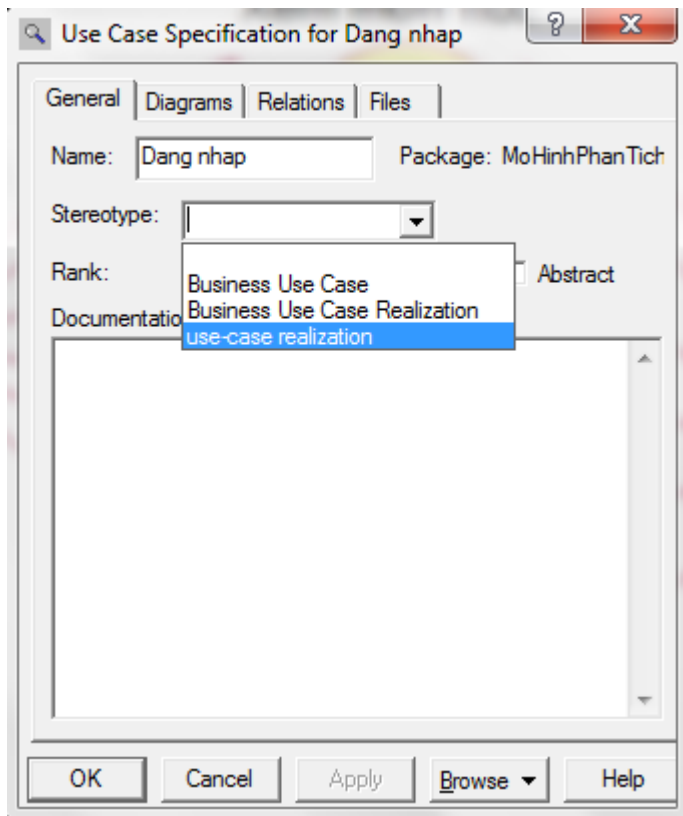 Use Case Specification for Dang nhap
General Diagrams Relations Files
Name: Dang nhap Package: MoHinhPhanTich
Stereotype:
Business Use Case
Rank: Abstract
Business Use Case Realization
use-case realization
OK Cancel Apply Browse Help